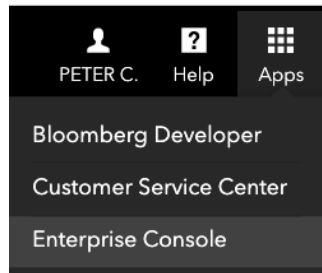 ?
PETER C. Help Apps
Bloomberg Developer
Customer Service Center
Enterprise Console